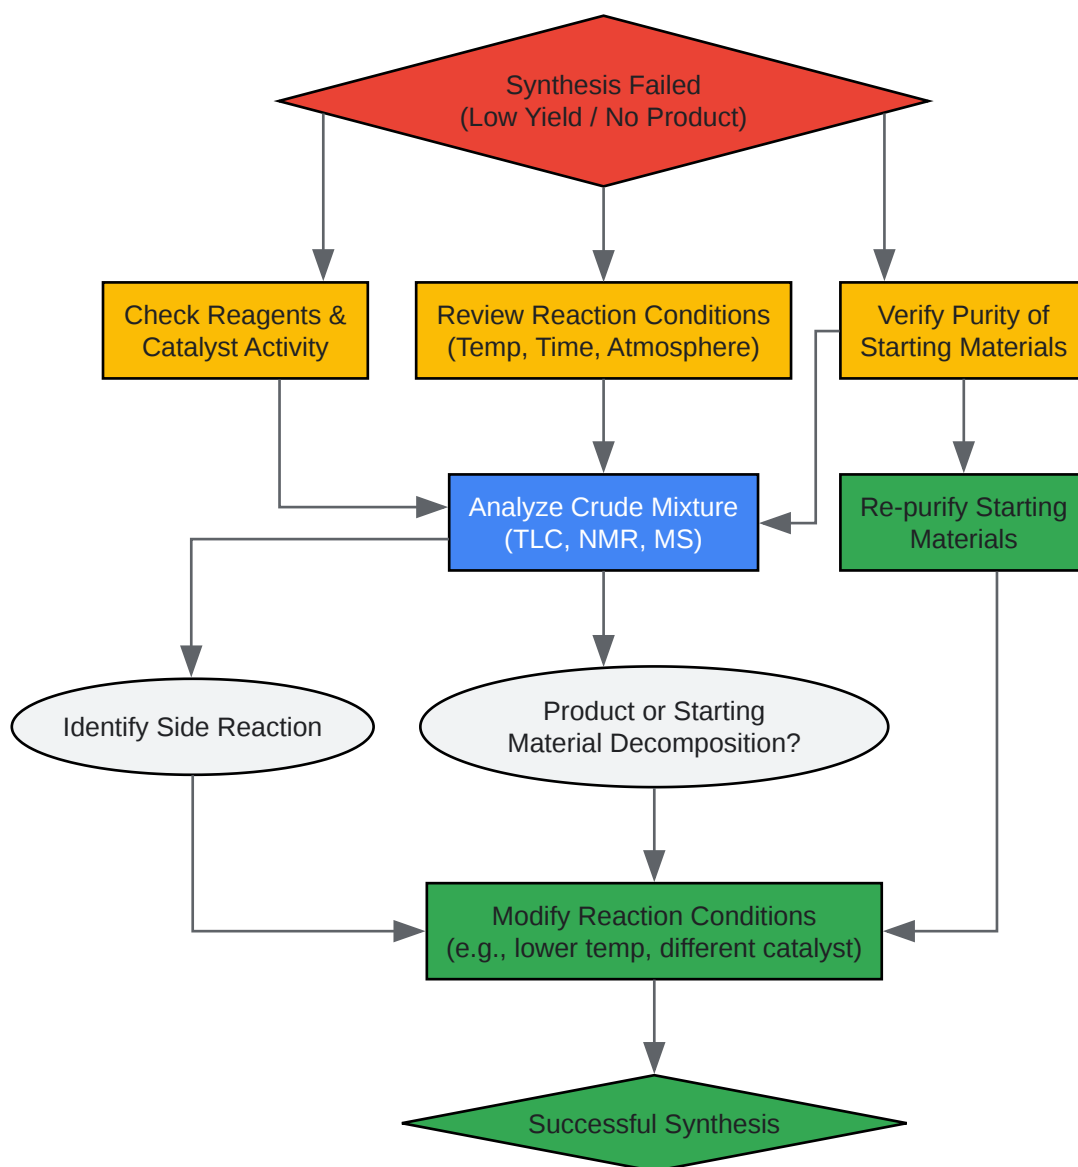 Synthesis Failed
(Low Yield / No Product)
Check Reagents &
Catalyst Activity
Review Reaction Conditions
(Temp, Time, Atmosphere)
Verify Purity of
Starting Materials
Analyze Crude Mixture
(TLC, NMR, MS)
Re-purify Starting
Materials
Identify Side Reaction
Product or Starting
Material Decomposition?
Modify Reaction Conditions
(e.g., lower temp, different catalyst)
Successful Synthesis